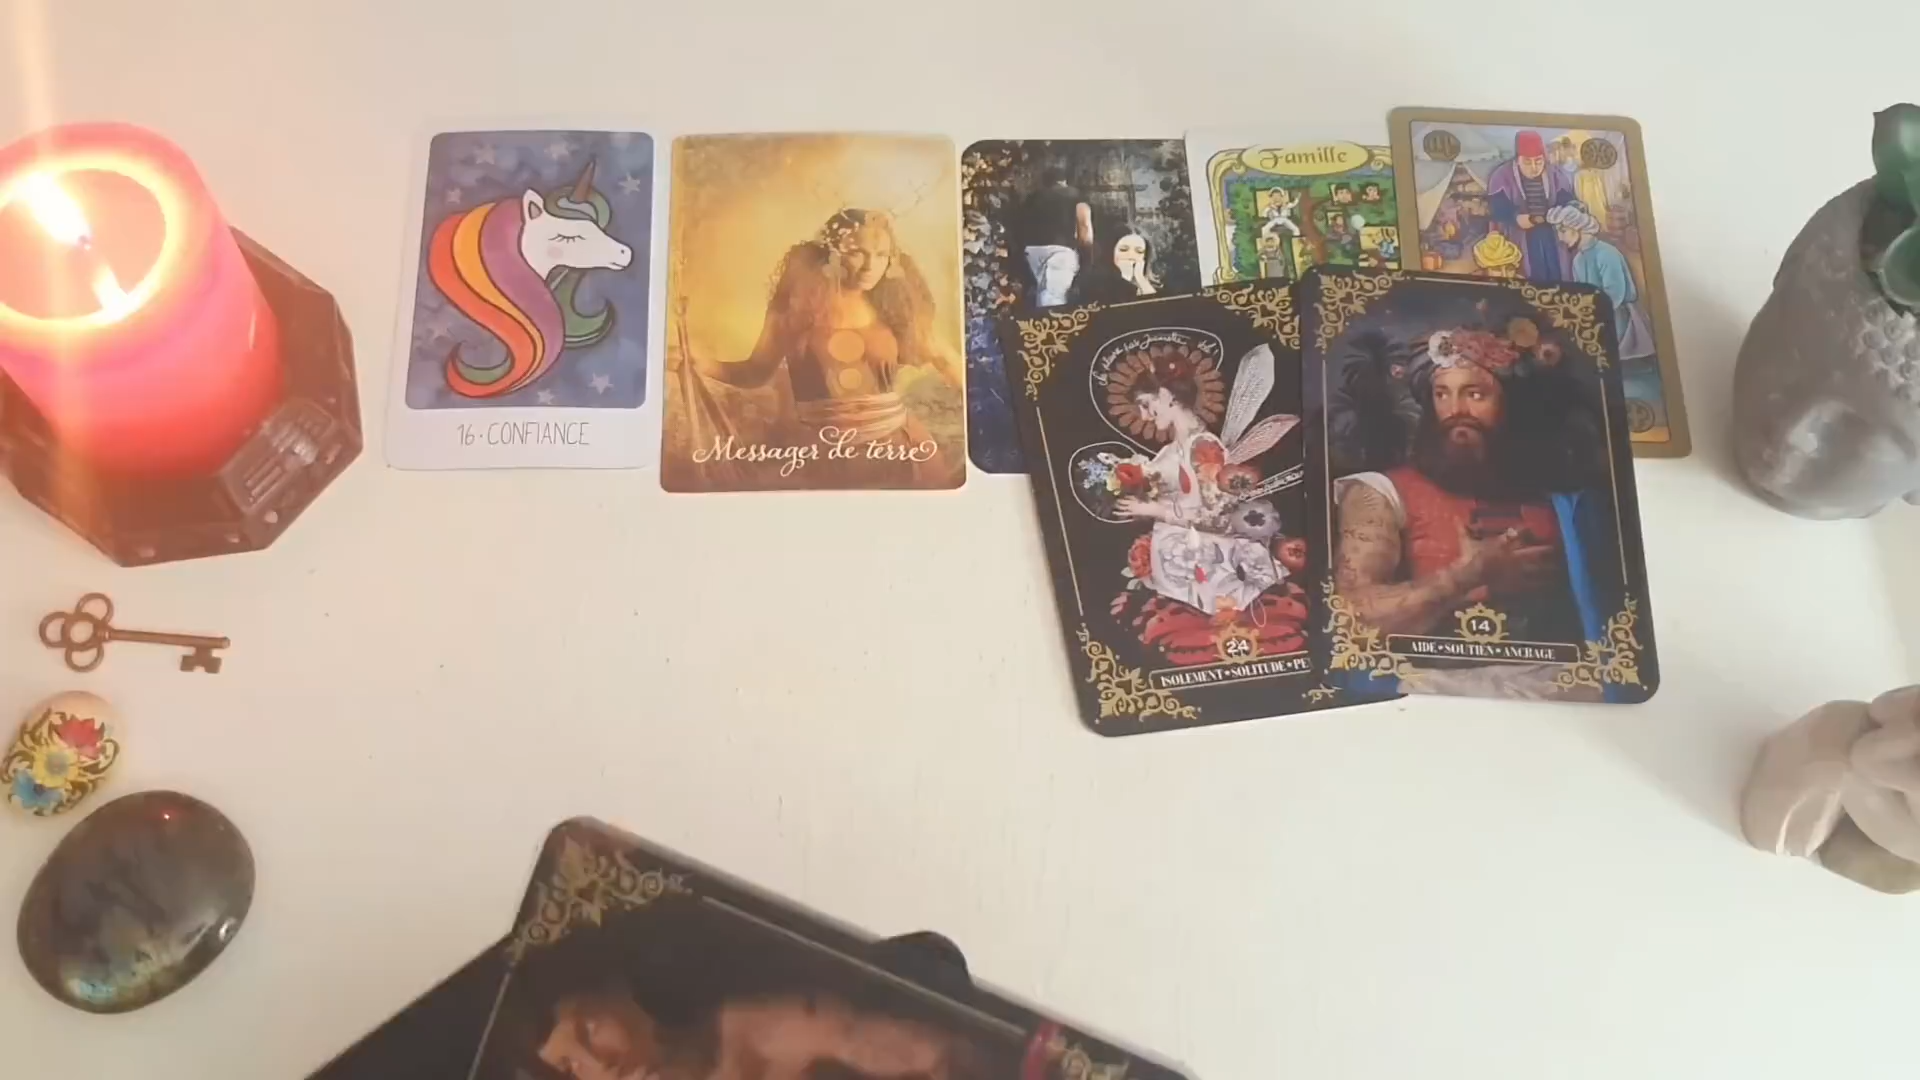 16 • CONFIANCE
Messager de terre
Famille
24
ISOLEMENT • SOLITUDE • PE
14
AIDE • SOUTIEN • ANCRAGE